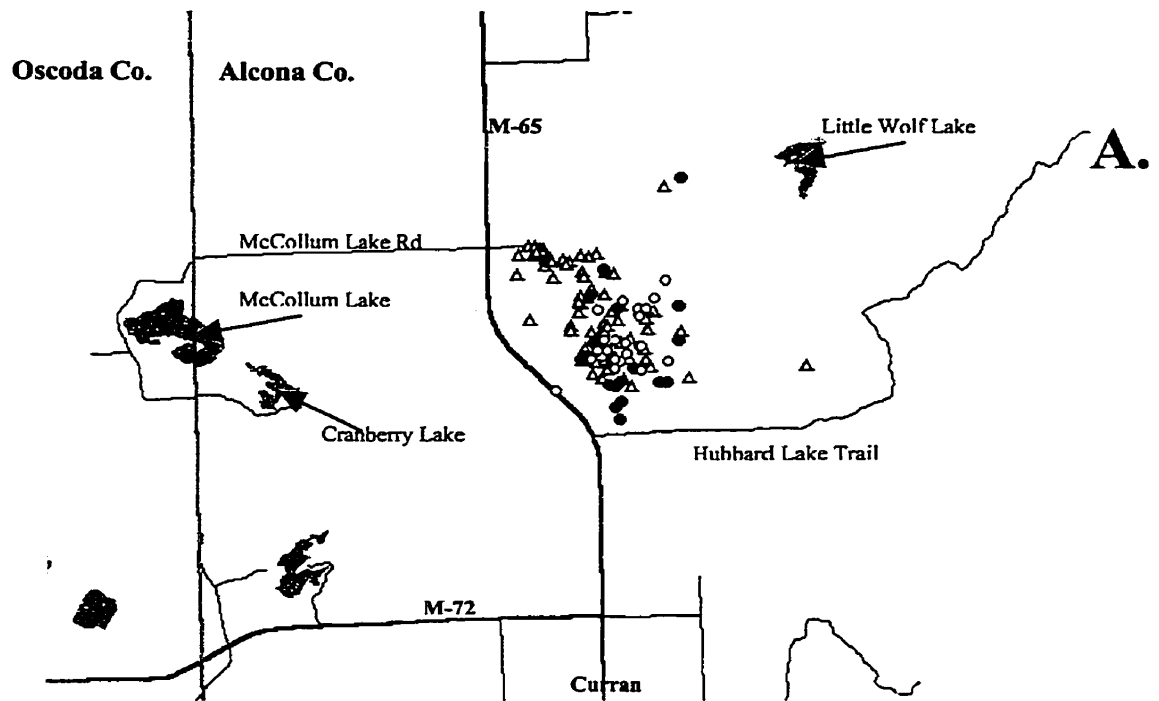 Oscoda Co.
Alcona Co.
M-65
Little Wolf Lake
A.
McCollum Lake Rd
McCollum Lake
Cranberry Lake
Hubbard Lake Trail
M-72
Curran